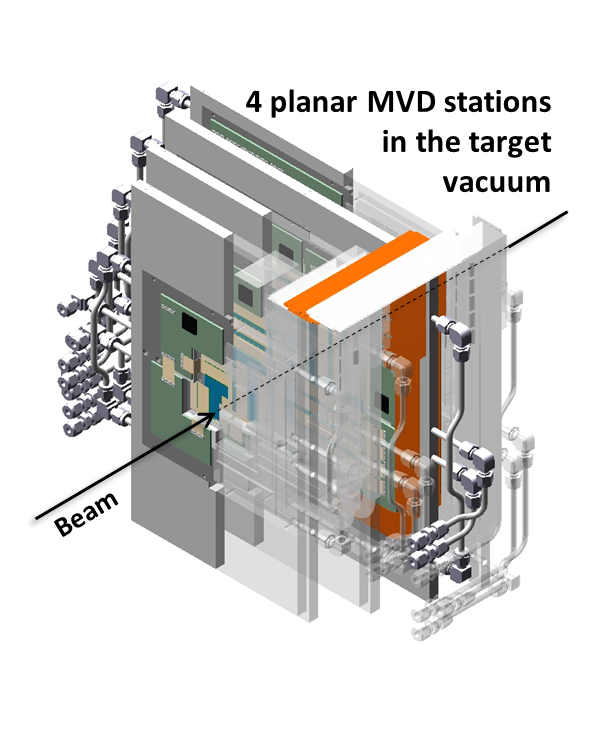 4 planar MVD stations
in the target
vacuum
Beam